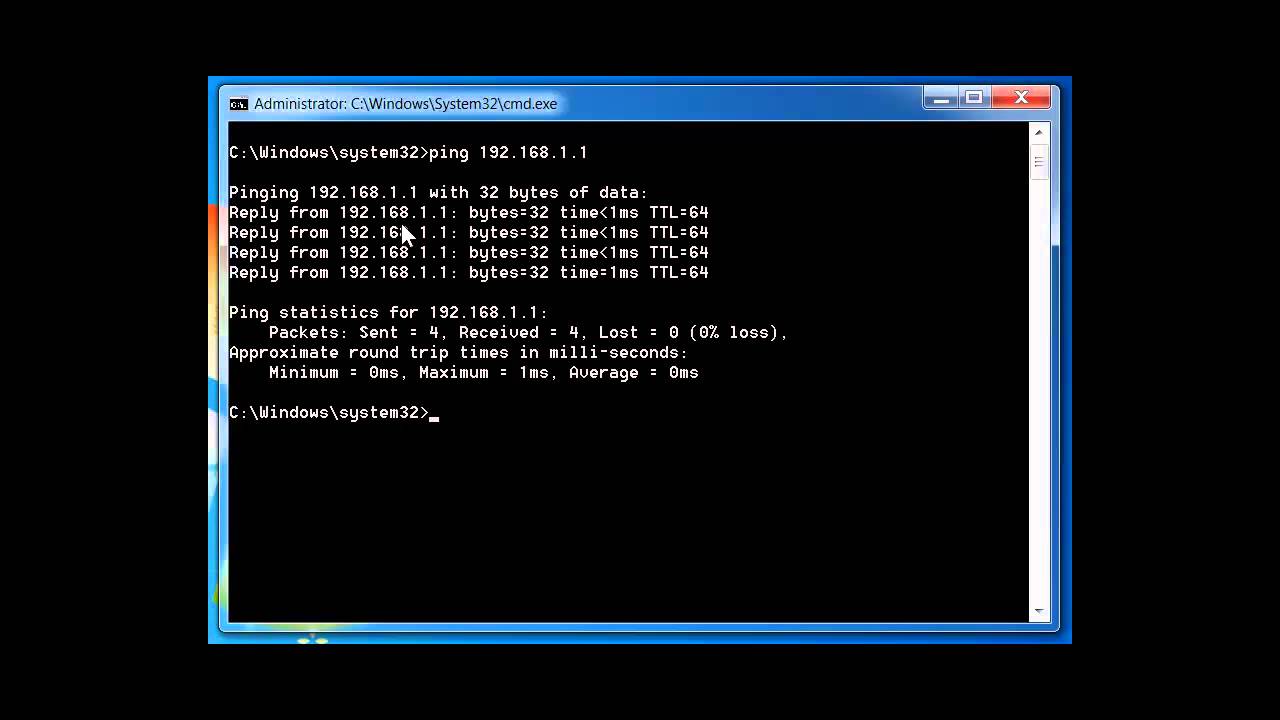 Administrator: C:\Windows\System32\cmd.exe
C:\Windows\system32>ping 192.168.1.1
Pinging 192.168.1.1 with 32 bytes of data:
Reply from 192.168.1.1: bytes=32 time<1ms TTL=64
Reply from 192.168.1.1: bytes=32 time<1ms TTL=64
Reply from 192.168.1.1: bytes=32 time<1ms TTL=64
Reply from 192.168.1.1: bytes=32 time=1ms TTL=64
Ping statistics for 192.168.1.1:
Packets: Sent = 4, Received = 4, Lost = 0 (0% loss),
Approximate round trip times in milli-seconds:
Minimum = 0ms, Maximum = 1ms, Average = 0ms
C:\Windows\system32>_